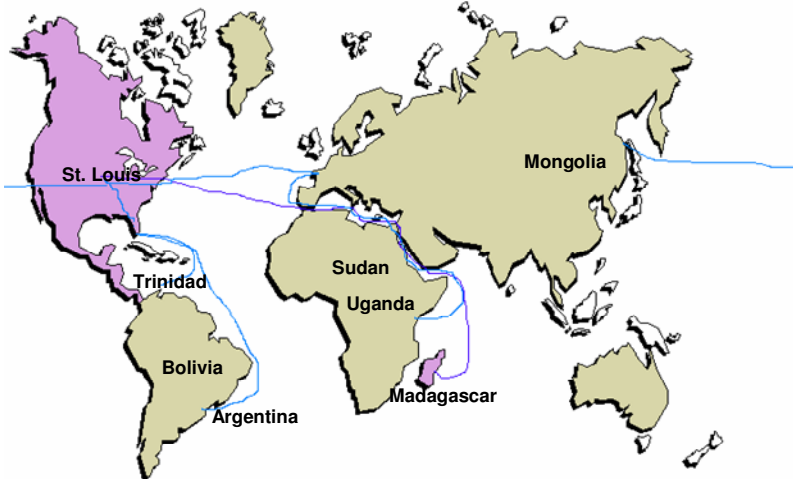 Mongolia
St. Louis
Sudan
Trinidad
Uganda
Bolivia
Madagascar
Argentina